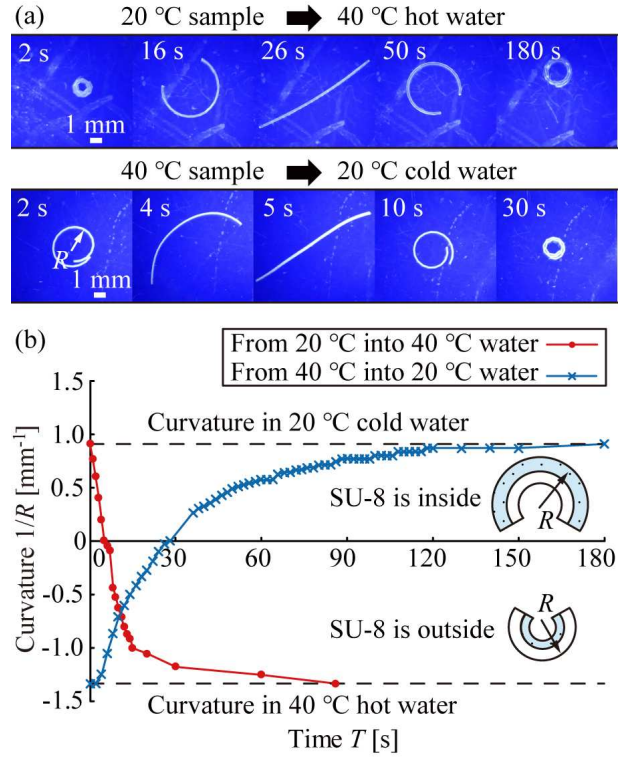 (a) 20 °C sample 40 °C hot water
2 s 16 s 26 s 50 s 180 s
1 mm
40 °C sample 20 °C cold water
2 s 4 s 5 s 10 s 30 s
R
1 mm
(b)
From 20 °C into 40 °C water
From 40 °C into 20 °C water
1.5
Curvature in 20 °C cold water
1.0
0.5
SU-8 is inside
R
0
0 30 60 90 120 150 180
-0.5
R
SU-8 is outside
-1.0
-1.5
Curvature in 40 °C hot water
Curvature 1/R [mm⁻¹]
Time T [s]